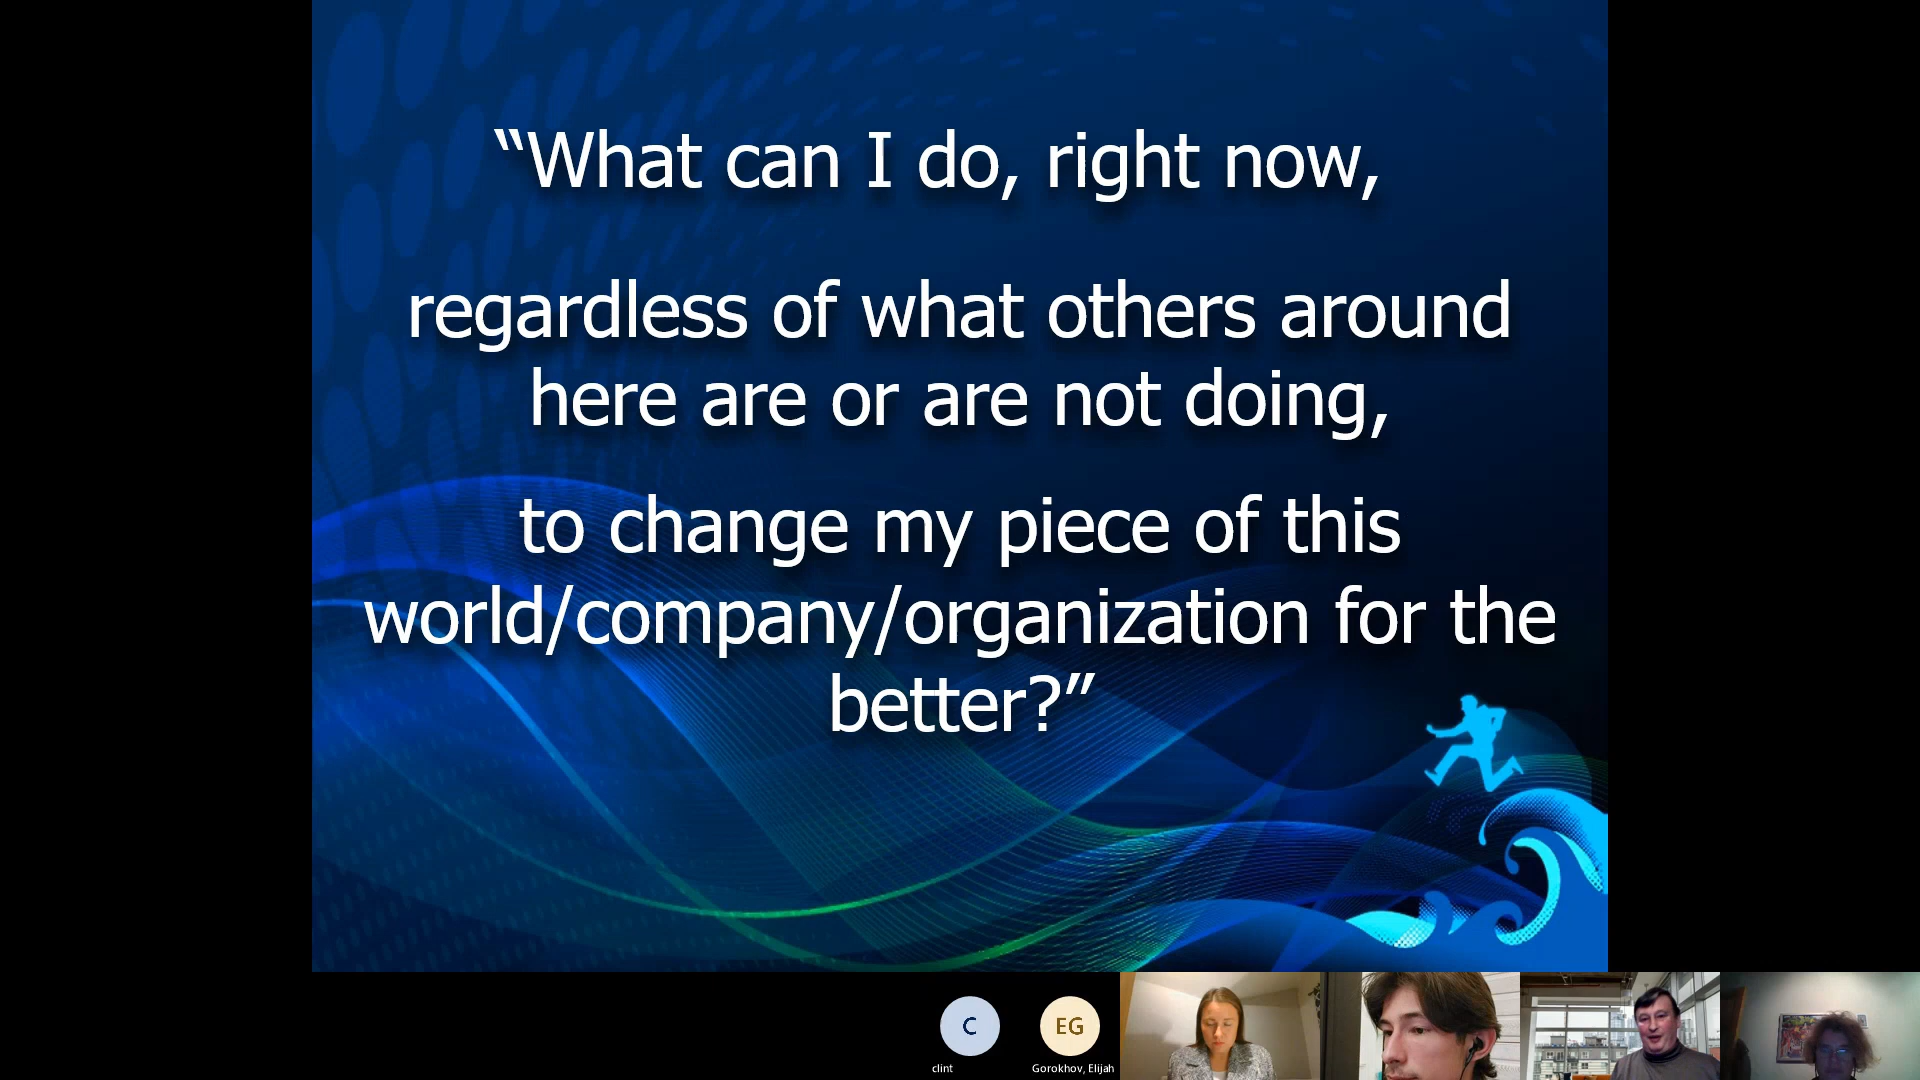 “What can I do, right now,
regardless of what others around
here are or are not doing,
to change my piece of this
world/company/organization for the
better?”
C
EG
clint
Gorokhov, Elijah